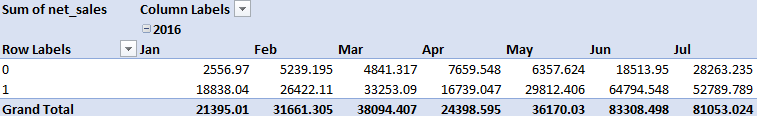 Sum of net_sales Column Labels
2016
Row Labels Jan Feb Mar Apr May Jun Jul
0 2556.97 5239.195 4841.317 7659.548 6357.624 18513.95 28263.235
1 18838.04 26422.11 33253.09 16739.047 29812.406 64794.548 52789.789
Grand Total 21395.01 31661.305 38094.407 24398.595 36170.03 83308.498 81053.024